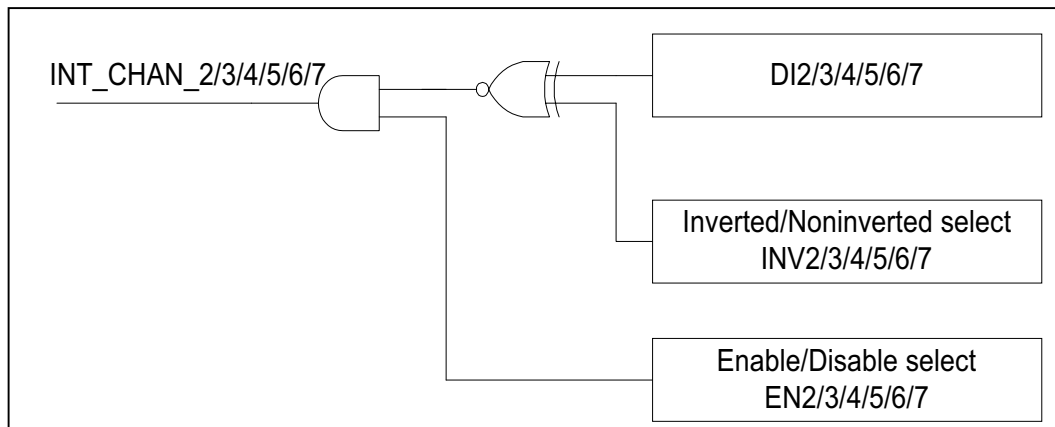 INT_CHAN_2/3/4/5/6/7
DI2/3/4/5/6/7
Inverted/Noninverted select
INV2/3/4/5/6/7
Enable/Disable select
EN2/3/4/5/6/7